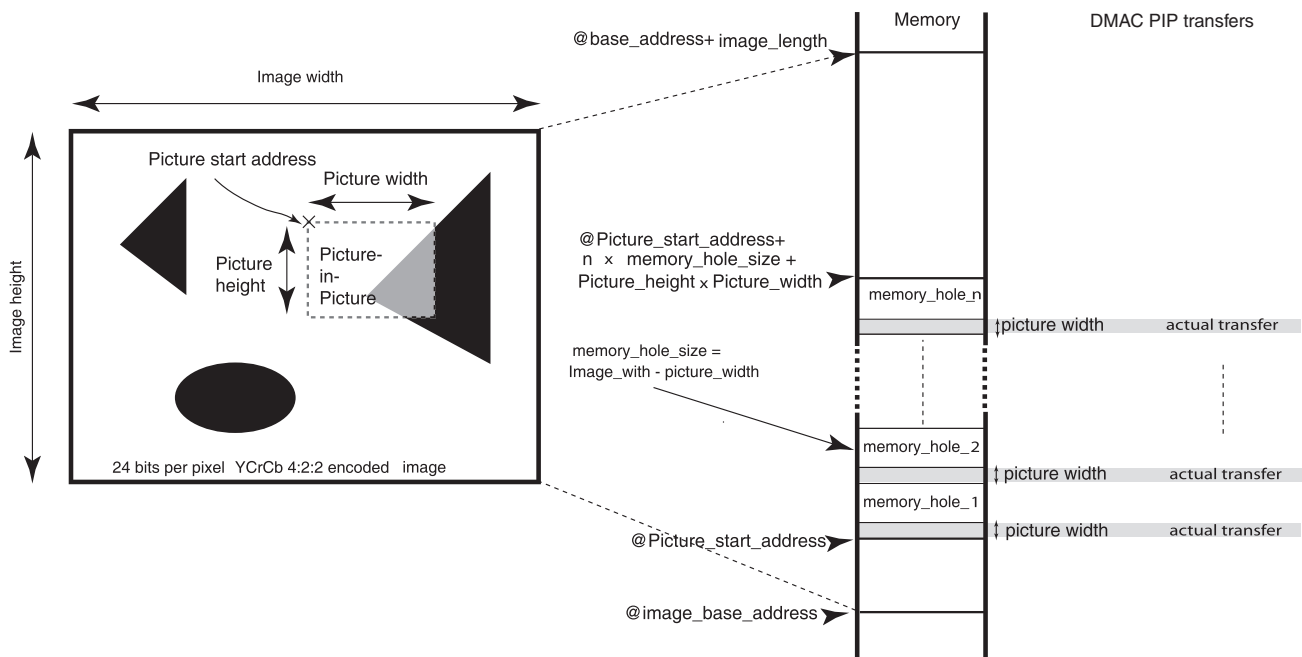 Memory
DMAC PIP transfers
@base_address+ image_length
Image width
Picture start address
Picture width
Picture
height
Picture-
in-
Picture
Image height
24 bits per pixel YCrCb 4:2:2 encoded image
@Picture_start_address+
n x memory_hole_size +
Picture_height x Picture_width
memory_hole_n
picture width
actual transfer
memory_hole_size =
Image_with - picture_width
memory_hole_2
picture width
actual transfer
memory_hole_1
picture width
actual transfer
@Picture_start_address
@image_base_address